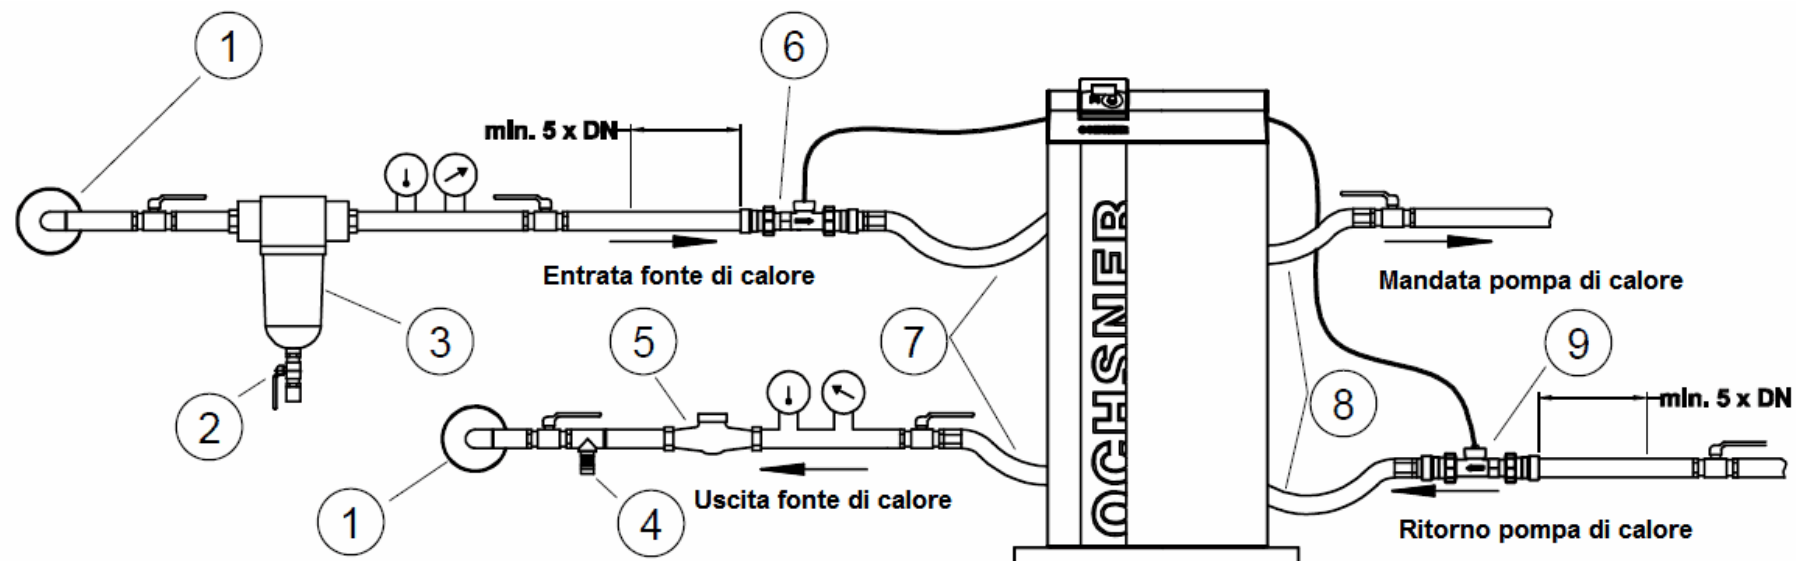 1
6
min. 5 x DN
Entrata fonte di calore
Mandata pompa di calore
3
5
7
9
2
8
min. 5 x DN
OCHSNER
Uscita fonte di calore
1
4
Ritorno pompa di calore